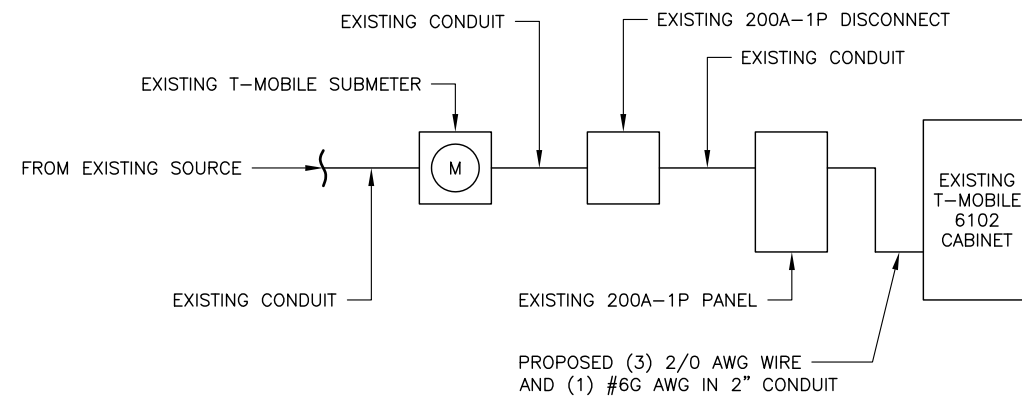 EXISTING CONDUIT
EXISTING 200A-1P DISCONNECT
EXISTING CONDUIT
EXISTING T-MOBILE SUBMETER
FROM EXISTING SOURCE
M
EXISTING
T-MOBILE
6102
CABINET
EXISTING CONDUIT
EXISTING 200A-1P PANEL
PROPOSED (3) 2/0 AWG WIRE
AND (1) #6G AWG IN 2" CONDUIT